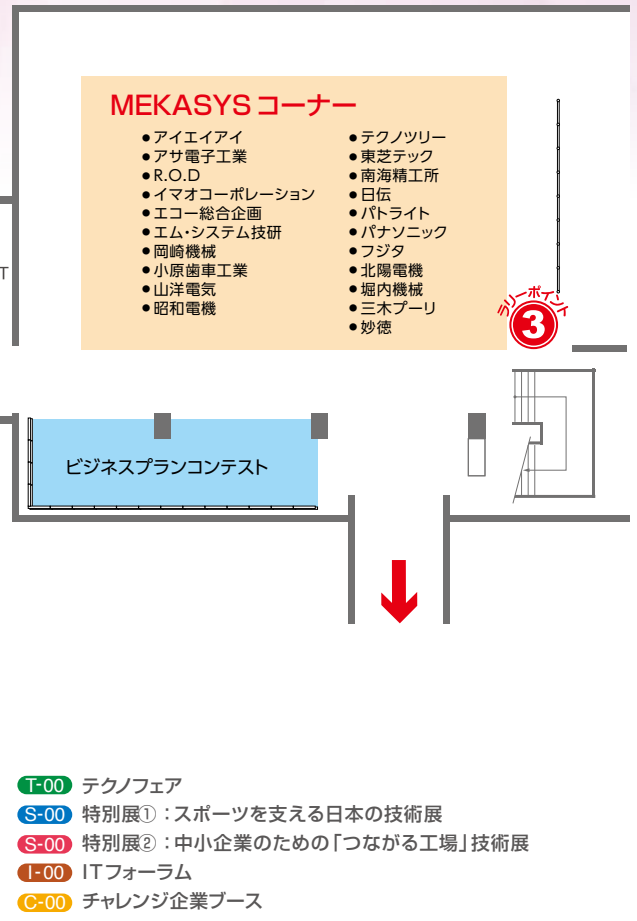 MEKASYSコーナー
●アイエイアイ
●アサ電子工業
●R.O.D
●イマオコーポレーション
●エコー総合企画
●エム・システム技研
●岡崎機械
●小原歯車工業
●山洋電気
●昭和電機
●テクノツリー
●東芝テック
●南海精工所
●日伝
●パトライト
●パナソニック
●フジタ
●北陽電機
●堀内機械
●三木プーリ
●妙徳
T
ラリーポイント
3
ビジネスプランコンテスト
T-00 テクノフェア
S-00 特別展①：スポーツを支える日本の技術展
S-00 特別展②：中小企業のための「つながる工場」技術展
I-00 ITフォーラム
C-00 チャレンジ企業ブース